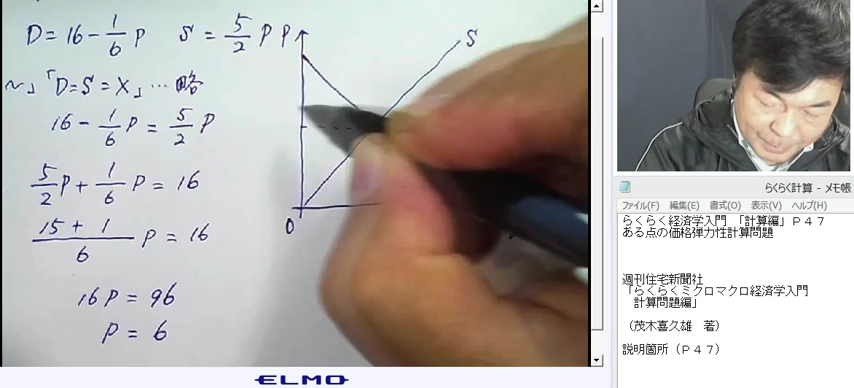 D = 16 - 1/6 P   S = 5/2 P
P
S
～」「D=S=X」…略
16 - 1/6 P = 5/2 P
5/2 P + 1/6 P = 16
15 + 1 / 6 P = 16
16P = 96
P = 6
0
ELMO
らくらく計算 - メモ帳
ファイル(F) 編集(E) 書式(O) 表示(V) ヘルプ(H)
らくらく経済学入門 「計算編」Ｐ４７
ある点の価格弾力性計算問題
週刊住宅新聞社
「らくらくミクロマクロ経済学入門
計算問題編」
（茂木喜久雄 著）
説明箇所（Ｐ４７）